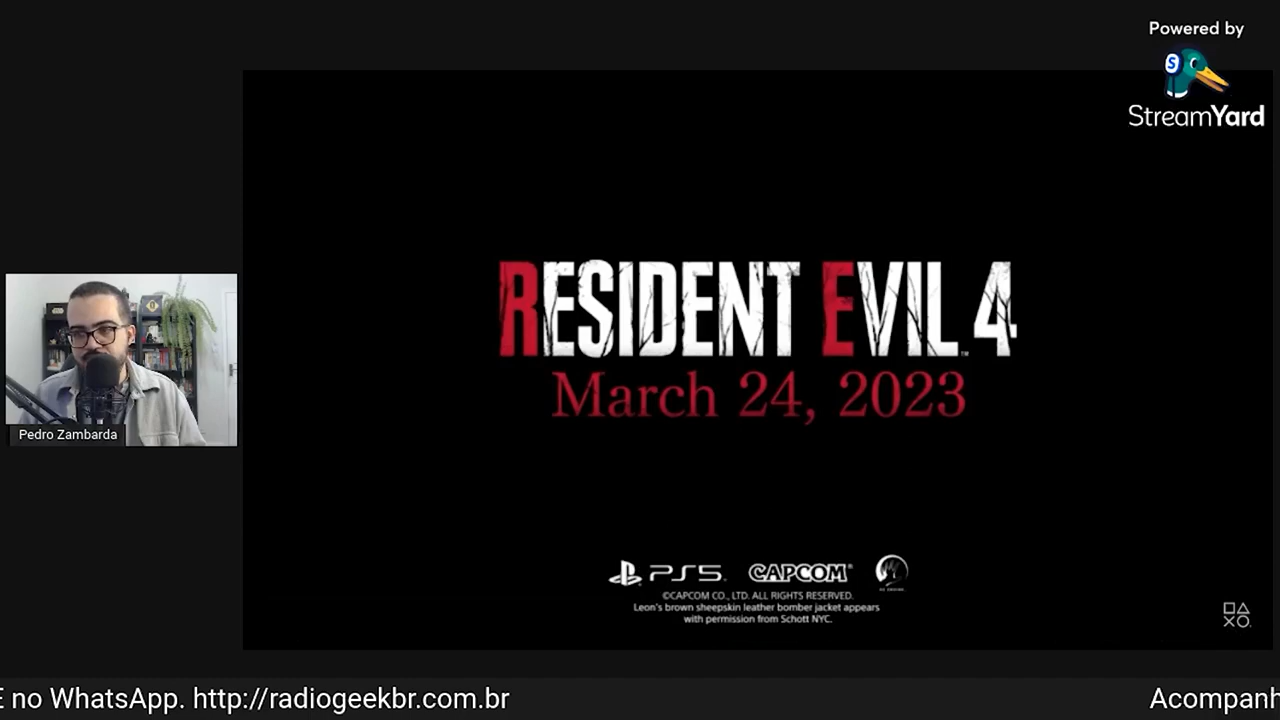 Powered by
S
StreamYard
RESIDENT EVIL 4
TM
March 24, 2023
Pedro Zambarda
PS5 CAPCOM
©CAPCOM CO., LTD. ALL RIGHTS RESERVED.
Leon's brown sheepskin leather bomber jacket appears
with permission from Schott NYC.
E no WhatsApp. http://radiogeekbr.com.br
Acompanh